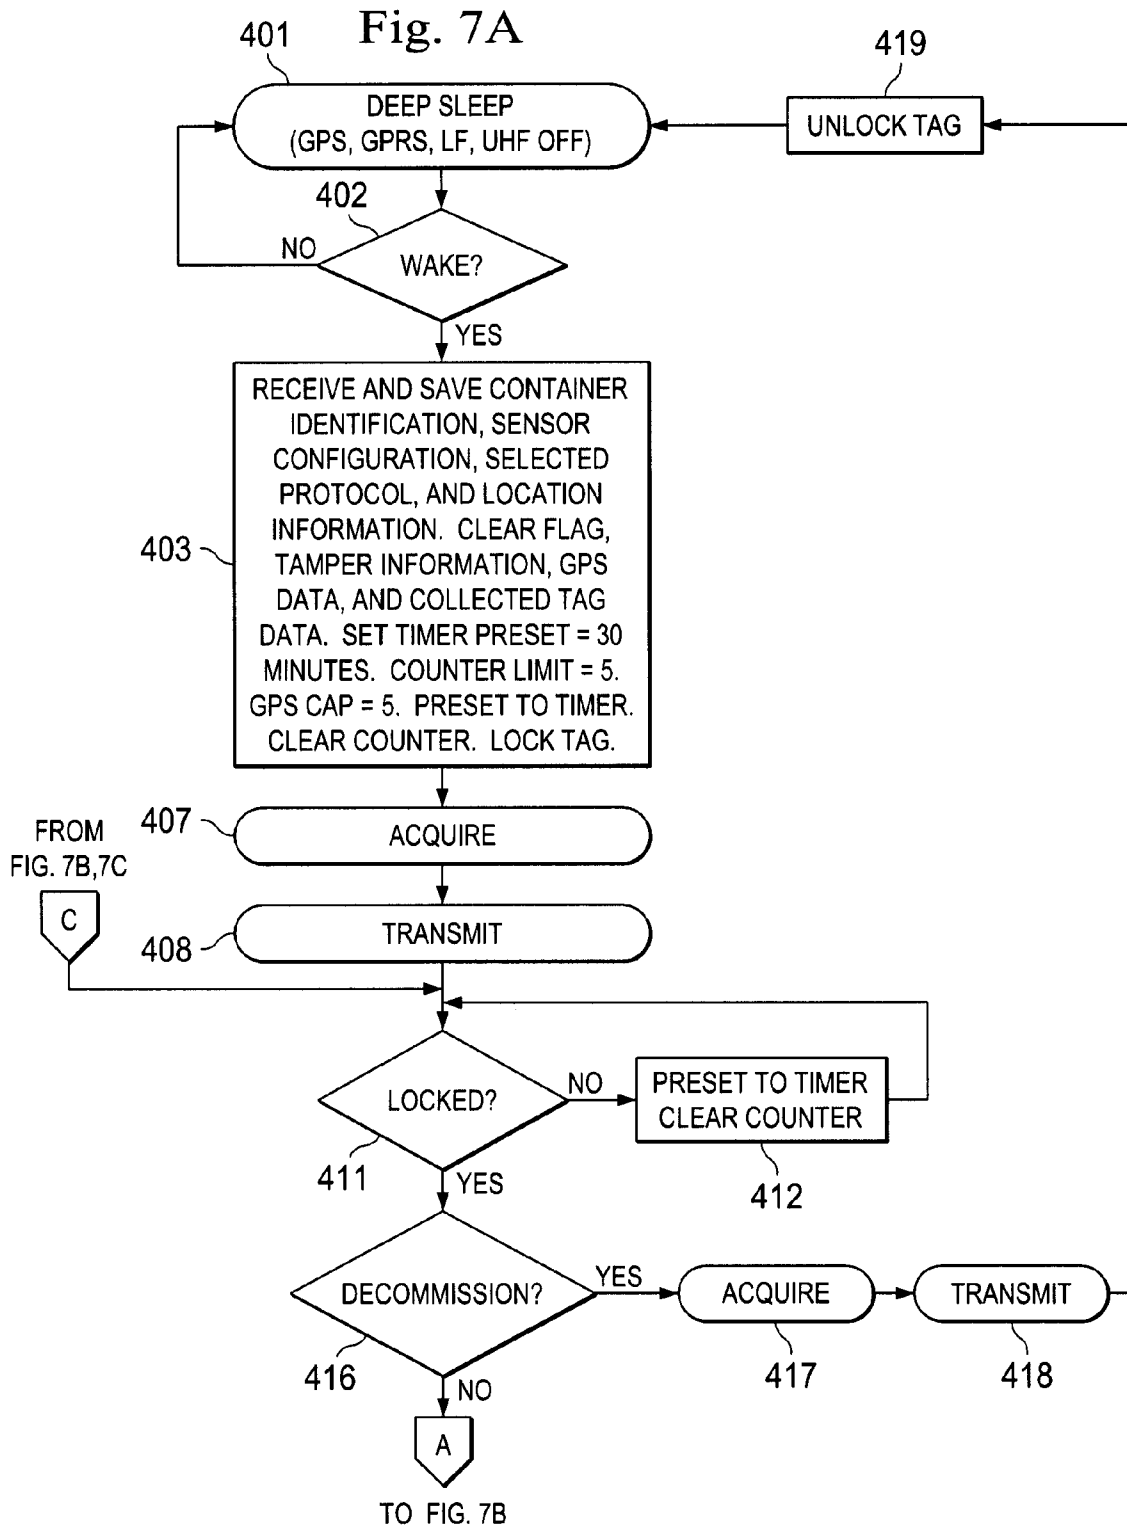 Fig. 7A
401
419
DEEP SLEEP
(GPS, GPRS, LF, UHF OFF)
UNLOCK TAG
402
NO
WAKE?
YES
RECEIVE AND SAVE CONTAINER
IDENTIFICATION, SENSOR
CONFIGURATION, SELECTED
PROTOCOL, AND LOCATION
INFORMATION. CLEAR FLAG,
TAMPER INFORMATION, GPS
DATA, AND COLLECTED TAG
DATA. SET TIMER PRESET = 30
MINUTES. COUNTER LIMIT = 5.
GPS CAP = 5. PRESET TO TIMER.
CLEAR COUNTER. LOCK TAG.
403
407
ACQUIRE
FROM
FIG. 7B,7C
C
408
TRANSMIT
LOCKED?
NO
PRESET TO TIMER
CLEAR COUNTER
411
YES
412
DECOMMISSION?
YES
ACQUIRE
TRANSMIT
416
417
418
NO
A
TO FIG. 7B